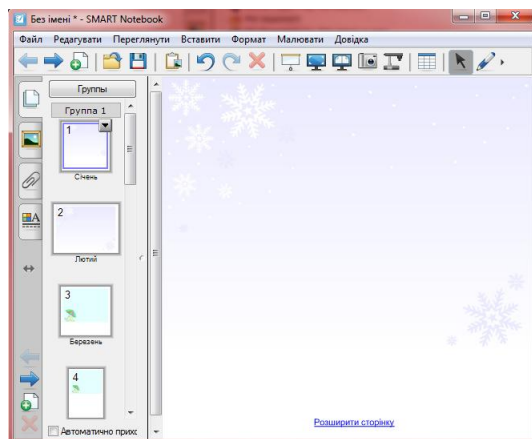 Без імені * - SMART Notebook
Файл Редагувати Переглянути Вставити Формат Малювати Довідка
Группы
Группа 1
1
Січень
2
Лютий
3
Березень
4
Автоматично прихо
Розширити сторінку